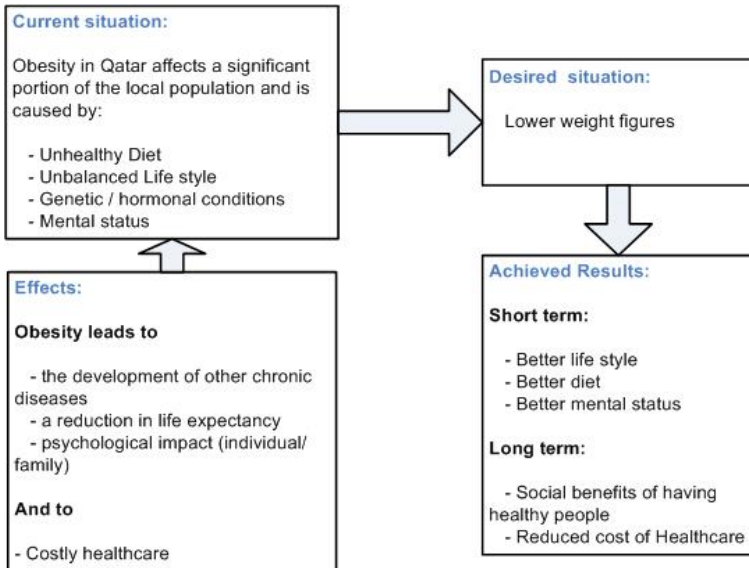 Current situation:
Obesity in Qatar affects a significant
portion of the local population and is
caused by:
- Unhealthy Diet
- Unbalanced Life style
- Genetic / hormonal conditions
- Mental status
Desired situation:
Lower weight figures
Effects:
Obesity leads to
- the development of other chronic
diseases
- a reduction in life expectancy
- psychological impact (individual/
family)
And to
- Costly healthcare
Achieved Results:
Short term:
- Better life style
- Better diet
- Better mental status
Long term:
- Social benefits of having
healthy people
- Reduced cost of Healthcare